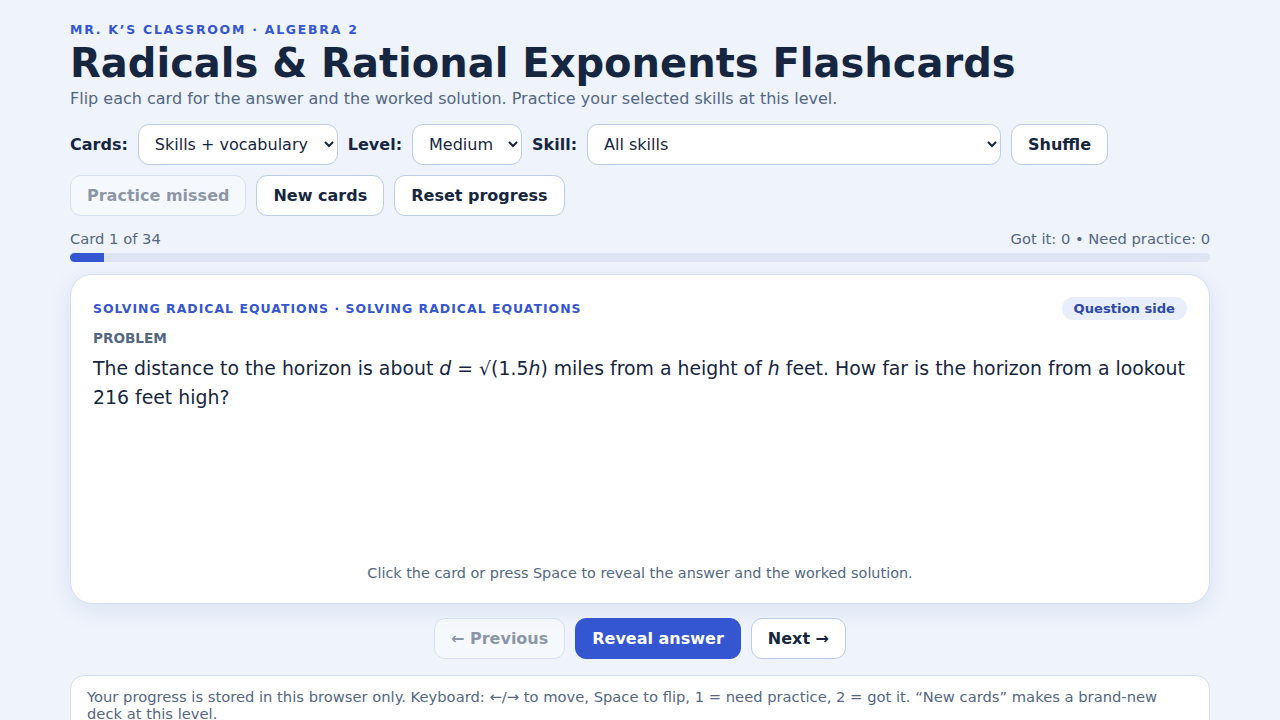 MR. K’S CLASSROOM · ALGEBRA 2
Radicals & Rational Exponents Flashcards
Flip each card for the answer and the worked solution. Practice your selected skills at this level.
Cards: Skills + vocabulary Level: Medium Skill: All skills Shuffle
Practice missed New cards Reset progress
Card 1 of 34 Got it: 0 • Need practice: 0
SOLVING RADICAL EQUATIONS · SOLVING RADICAL EQUATIONS Question side
PROBLEM
The distance to the horizon is about d = √(1.5h) miles from a height of h feet. How far is the horizon from a lookout
216 feet high?
Click the card or press Space to reveal the answer and the worked solution.
← Previous Reveal answer Next →
Your progress is stored in this browser only. Keyboard: ←/→ to move, Space to flip, 1 = need practice, 2 = got it. “New cards” makes a brand-new
deck at this level.